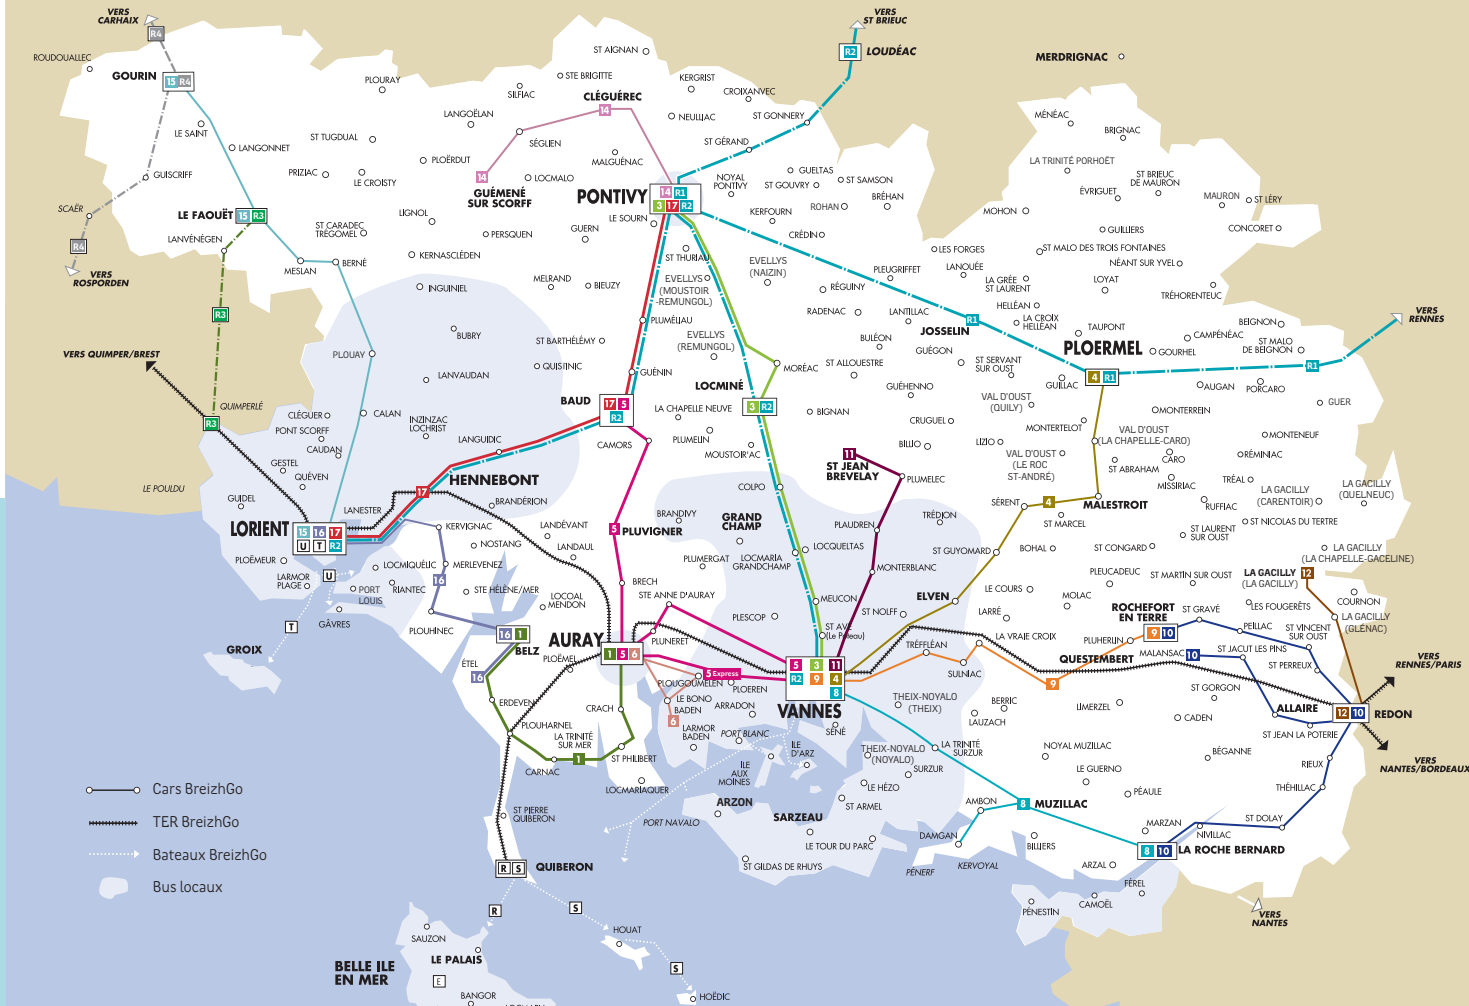 VERS
CARHAIX
R4
ROUDOUALLEC
GOURIN
15 R4
LE SAINT
LANGONNET
GUISCRIFF
SCAËR
R4
VERS
ROSPORDEN
LE FAOUËT
15 R3
LANVÉNÉGEN
MESLAN
BERNÉ
R3
PLOURAY
ST TUGDUAL
PRIZIAC
LE CROISTY
PLOËRDUT
LANGOËLAN
LIGNOL
ST CARADEC
TRÉGOMEL
KERNASCLÉDEN
PERSQUEN
INGUINIEL
BUBRY
PLOUAY
LANVAUDAN
CALAN
INZINZAC
LOCHRIST
ST AIGNAN
STE BRIGITTE
SILFIAC
CLÉGUÉREC
14
KERGRIST
CROIXANVEC
NEULLIAC
ST GONNERY
ST GÉRAND
SÉGLIEN
MALGUÉNAC
14
GUÉMENÉ
SUR SCORFF
LOCMALO
PONTIVY
14 R1
3 17 R2
LE SOURN
GUERN
ST THURIAU
NOYAL
PONTIVY
VERS
ST BRIEUC
R2
LOUDÉAC
MERDRIGNAC
GUELTAS
ST GOUVRY
ST SAMSON
ROHAN
BRÉHAN
KERFOURN
CRÉDIN
MÉNÉAC
BRIGNAC
LA TRINITÉ PORHOËT
ÉVRIGUET
ST BRIEUC
DE MAURON
MAURON
ST LÉRY
MOHON
GUILLIERS
CONCORET
ST MALO DES TROIS FONTAINES
NÉANT SUR YVEL
LES FORGES
LANOUÉE
LA GRÉE
ST LAURENT
LOYAT
TRÉHORENTEUC
PLEUGRIFFET
RÉGUINY
RADENAC
LANTILLAC
HELLÉAN
LA CROIX
HELLÉAN
JOSSELIN
R1
TAUPONT
PLOERMEL
4 R1
GOURHEL
CAMPÉNÉAC
BEIGNON
ST MALO
DE BEIGNON
VERS
RENNES
R1
AUGAN
PORCARO
GUER
MELRAND
BIEUZY
EVELLYS
(MOUSTOIR
-REMUNGOL)
EVELLYS
(NAIZIN)
PLUMÉLIAU
EVELLYS
(REMUNGOL)
ST BARTHÉLÉMY
QUISTINIC
GUÉNIN
MORÉAC
BULÉON
ST ALLOUESTRE
GUÉGON
GUÉHENNO
ST SERVANT
SUR OUST
GUILLAC
VAL D'OUST
(QUILY)
CRUGUEL
BILLIO
LIZIO
MONTERTELOT
VAL D'OUST
(LA CHAPELLE-CARO)
VAL D'OUST
(LE ROC
ST-ANDRÉ)
MONTERREIN
MONTENEUF
RÉMINIAC
CARO
ST ABRAHAM
MISSIRIAC
TRÉAL
RUFFIAC
LA GACILLY
(CARENTOIR)
LA GACILLY
(QUELNEUC)
ST NICOLAS DU TERTRE
VERS QUIMPER/BREST
QUIMPERLÉ
R3
CLÉGUER
PONT SCORFF
CAUDAN
GESTEL
QUÉVEN
LE POULDU
GUIDEL
BAUD
17 5
R2
LOCMINÉ
3 R2
LA CHAPELLE NEUVE
PLUMELIN
MOUSTOIR'AC
BIGNAN
CAMORS
LANGUIDIC
HENNEBONT
17
BRANDÉRION
LANESTER
LORIENT
15 16 17
U T R2
PLOËMEUR
LARMOR
PLAGE
U
PORT
LOUIS
LOCMIQUÉLIC
RIANTEC
GÂVRES
T
GROIX
KERVIGNAC
NOSTANG
MERLEVENEZ
16
STE HÉLÈNE/MER
PLOUHINEC
16 1
BELZ
ÉTEL
16
ERDEVEN
LANDÉVANT
LANDAUL
LOCOAL
MENDON
5
PLUVIGNER
BRECH
STE ANNE D'AURAY
AURAY
1 5 6
PLUNERET
PLOËMEL
PLOUHARNEL
CRACH
LA TRINITÉ
SUR MER
1
CARNAC
ST PHILIBERT
LOCMARIAQUER
ST PIERRE
QUIBERON
QUIBERON
R S
R
S
S
SAUZON
LE PALAIS
BELLE ILE
EN MER
E
BANGOR
HOUAT
HOËDIC
11
ST JEAN
BREVELAY
PLUMELEC
COLPO
BRANDIVY
GRAND
CHAMP
PLUMERGAT
LOCMARIA
GRANDCHAMP
LOCQUELTAS
PLAUDREN
TRÉDION
MONTERBLANC
PLESCOP
MEUCON
ST AVÉ
(Le Poteau)
ST NOLFF
SÉRENT
4
MALESTROIT
ST MARCEL
ST GUYOMARD
BOHAL
ST CONGARD
ST LAURENT
SUR OUST
ELVEN
LE COURS
LARRÉ
MOLAC
PLEUCADEUC
ST MARTIN SUR OUST
LA GACILLY
(LA GACILLY)
12
LA GACILLY
(LA CHAPELLE-GACELINE)
COURNON
LA GACILLY
(GLÉNAC)
LES FOUGERÊTS
ST VINCENT
SUR OUST
ROCHEFORT
EN TERRE
9 10
ST GRAVÉ
PEILLAC
PLUHERLIN
MALANSAC
10
ST JACUT LES PINS
ST PERREUX
LA VRAIE CROIX
TRÉFFLÉAN
SULNIAC
QUESTEMBERT
9
ST GORGON
ALLAIRE
12 10
REDON
VERS
RENNES/PARIS
VERS
NANTES/BORDEAUX
ST JEAN LA POTERIE
RIEUX
THÉHILLAC
ST DOLAY
5 Express
PLOUGOUMELEN
PLOEREN
LE BONO
BADEN
6
ARRADON
LARMOR
BADEN
PORT BLANC
5 3 11
R2 9 4
8
VANNES
SÉNÉ
ILE
D'ARZ
ILE
AUX
MOINES
PORT NAVALO
ARZON
SARZEAU
ST GILDAS DE RHUYS
LE TOUR DU PARC
ST ARMEL
LE HÉZO
SURZUR
THEIX-NOYALO
(THEIX)
THEIX-NOYALO
(NOYALO)
LA TRINITÉ
SURZUR
BERRIC
LAUZACH
LIMERZEL
CADEN
NOYAL MUZILLAC
BÉGANNE
LE GUERNO
PÉAULE
AMBON
8
MUZILLAC
DAMGAN
PÉNERF
KERVOYAL
BILLIERS
MARZAN
NIVILLAC
8 10
LA ROCHE BERNARD
ARZAL
FÉREL
CAMOËL
PÉNESTIN
VERS
NANTES
Cars BreizhGo
TER BreizhGo
Bateaux BreizhGo
Bus locaux